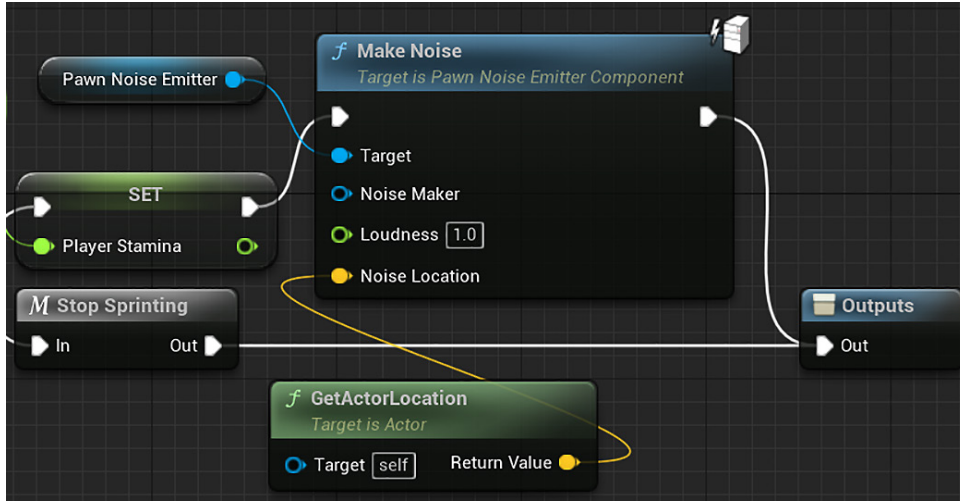 Pawn Noise Emitter
f Make Noise
Target is Pawn Noise Emitter Component
Target
Noise Maker
Loudness 1.0
Noise Location
SET
Player Stamina
M Stop Sprinting
In Out
Outputs
Out
f GetActorLocation
Target is Actor
Target self Return Value